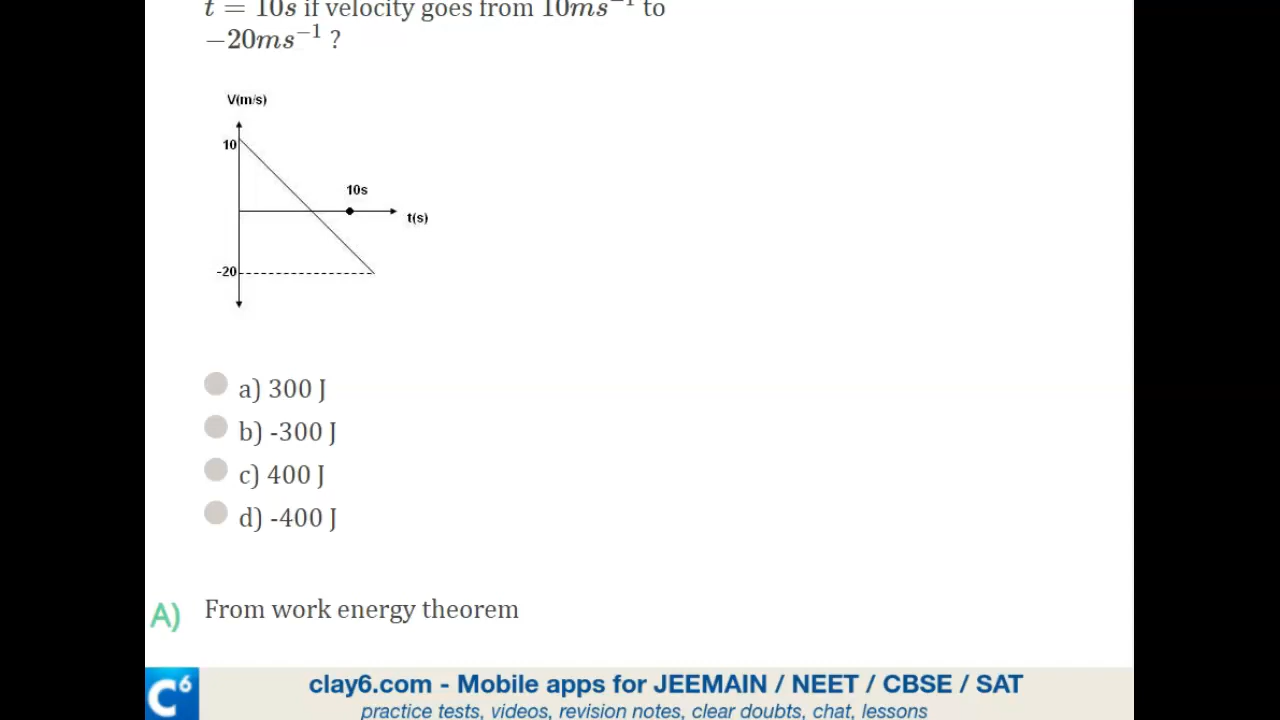 t = 10s if velocity goes from 10ms⁻¹ to
−20ms⁻¹ ?
V(m/s)
10
10s
t(s)
-20
a) 300 J
b) -300 J
c) 400 J
d) -400 J
A) From work energy theorem
C6 clay6.com - Mobile apps for JEEMAIN / NEET / CBSE / SAT
practice tests, videos, revision notes, clear doubts, chat, lessons